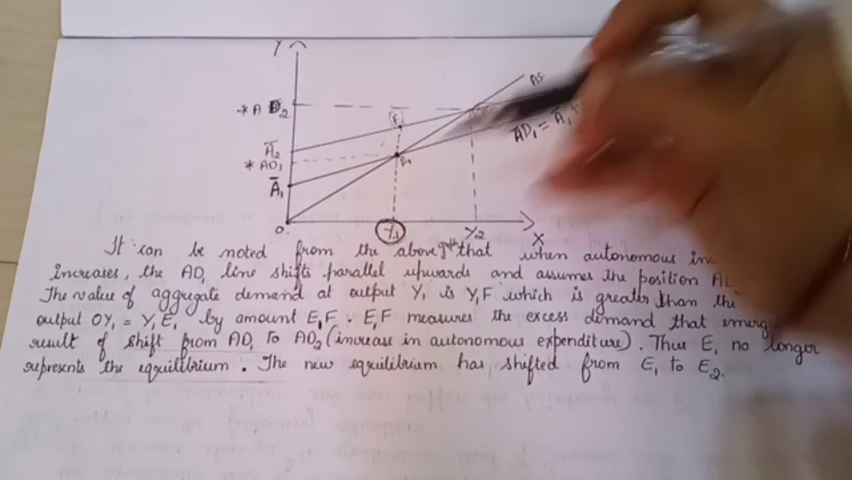 Y
AS
* AD2
F
AD1 = A1 +
A2
* AD1
E1
A1
O
Y1
Y2
X
It can be noted from the above gph that when autonomous in
increases, the AD1 line shifts parallel upwards and assumes the position AD
The value of aggregate demand at output Y1 is Y1F which is greater than the
output OY1 = Y1E1 by amount E1F. E1F measures the excess demand that emerg
result of shift from AD1 to AD2 (increase in autonomous expenditure). Thus E1 no longer
represents the equilibrium. The new equilibrium has shifted from E1 to E2.